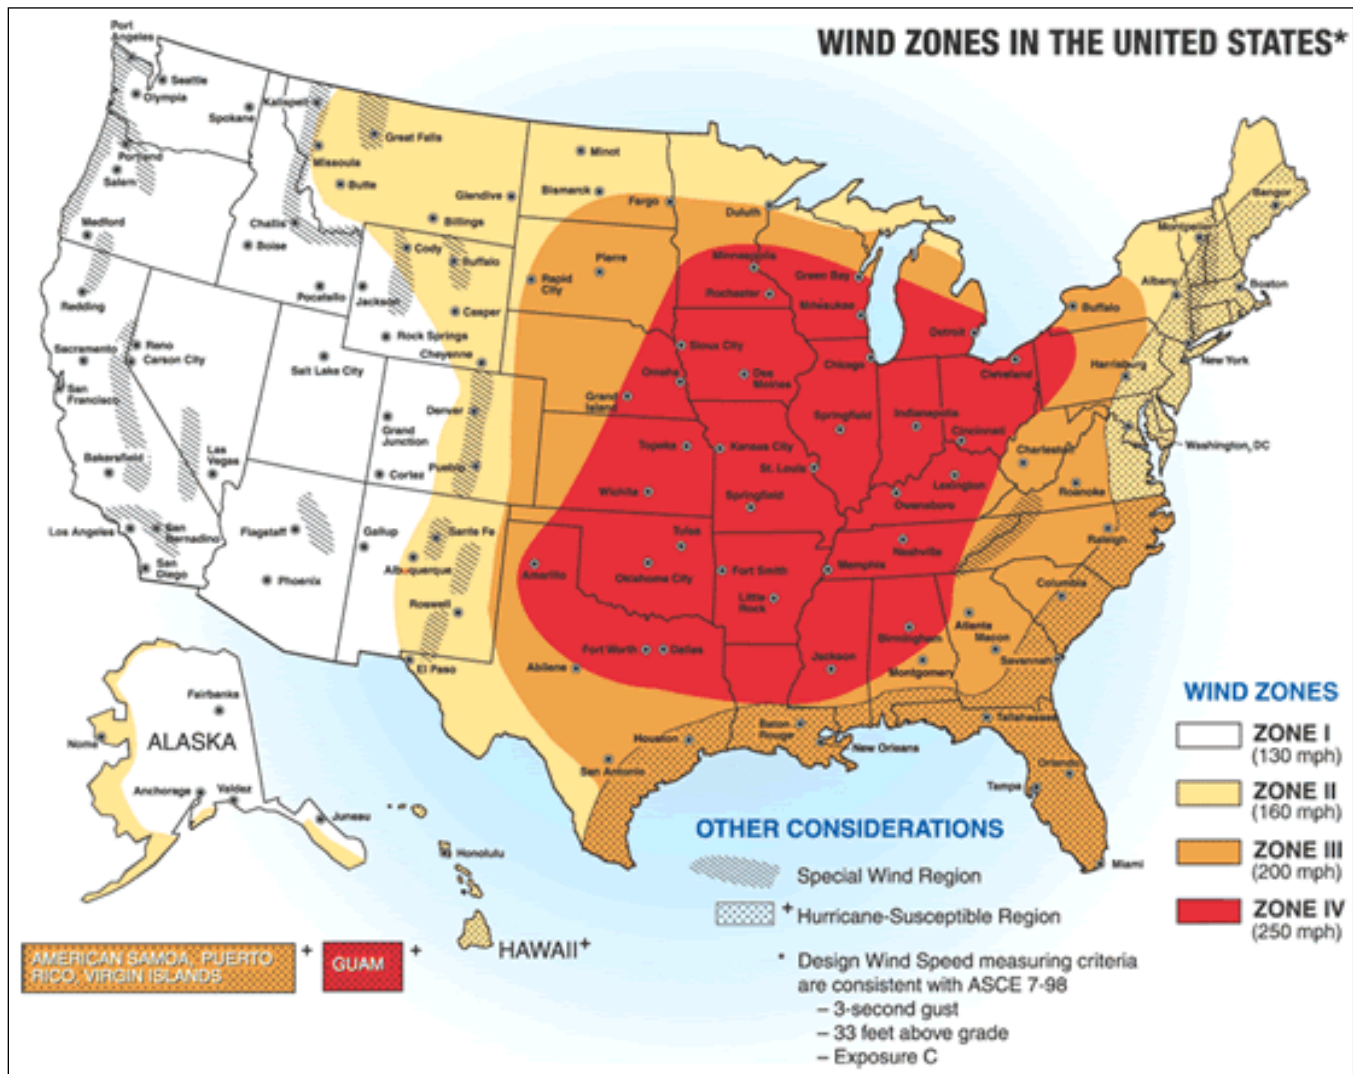 WIND ZONES IN THE UNITED STATES*
Port
Angeles
Seattle
Olympia
Spokane
Kalispell
Great Falls
Missoula
Butte
Glendive
Billings
Minot
Bismarck
Fargo
Duluth
Portland
Salem
Medford
Challis
Boise
Pocatello
Cody
Buffalo
Jackson
Casper
Rock Springs
Cheyenne
Rapid
City
Pierre
Minneapolis
Rochester
Green Bay
Milwaukee
Detroit
Buffalo
Albany
Montpelier
Bangor
Boston
New York
Harrisburg
Washington, DC
Redding
Reno
Carson City
Sacramento
San
Francisco
Salt Lake City
Grand
Junction
Denver
Pueblo
Cortez
Las
Vegas
Bakersfield
Los Angeles
San
Bernadino
San
Diego
Flagstaff
Phoenix
Gallup
Sante Fe
Albuquerque
Roswell
El Paso
Sioux City
Omaha
Des
Moines
Grand
Island
Chicago
Cleveland
Springfield
Indianapolis
Cincinnati
Charleston
Topeka
Kansas City
St. Louis
Wichita
Springfield
Lexington
Owensboro
Roanoke
Raleigh
Tulsa
Amarillo
Oklahoma City
Fort Smith
Little
Rock
Memphis
Nashville
Columbia
Atlanta
Macon
Savannah
Birmingham
Montgomery
Jackson
Fort Worth
Dallas
Abilene
Houston
San Antonio
Baton
Rouge
New Orleans
Tallahassee
Orlando
Tampa
Miami
Fairbanks
Nome
ALASKA
Anchorage
Valdez
Juneau
Honolulu
HAWAII+
AMERICAN SAMOA, PUERTO
RICO, VIRGIN ISLANDS
+
GUAM
+
OTHER CONSIDERATIONS
Special Wind Region
+ Hurricane-Susceptible Region
* Design Wind Speed measuring criteria
are consistent with ASCE 7-98
– 3-second gust
– 33 feet above grade
– Exposure C
WIND ZONES
ZONE I
(130 mph)
ZONE II
(160 mph)
ZONE III
(200 mph)
ZONE IV
(250 mph)